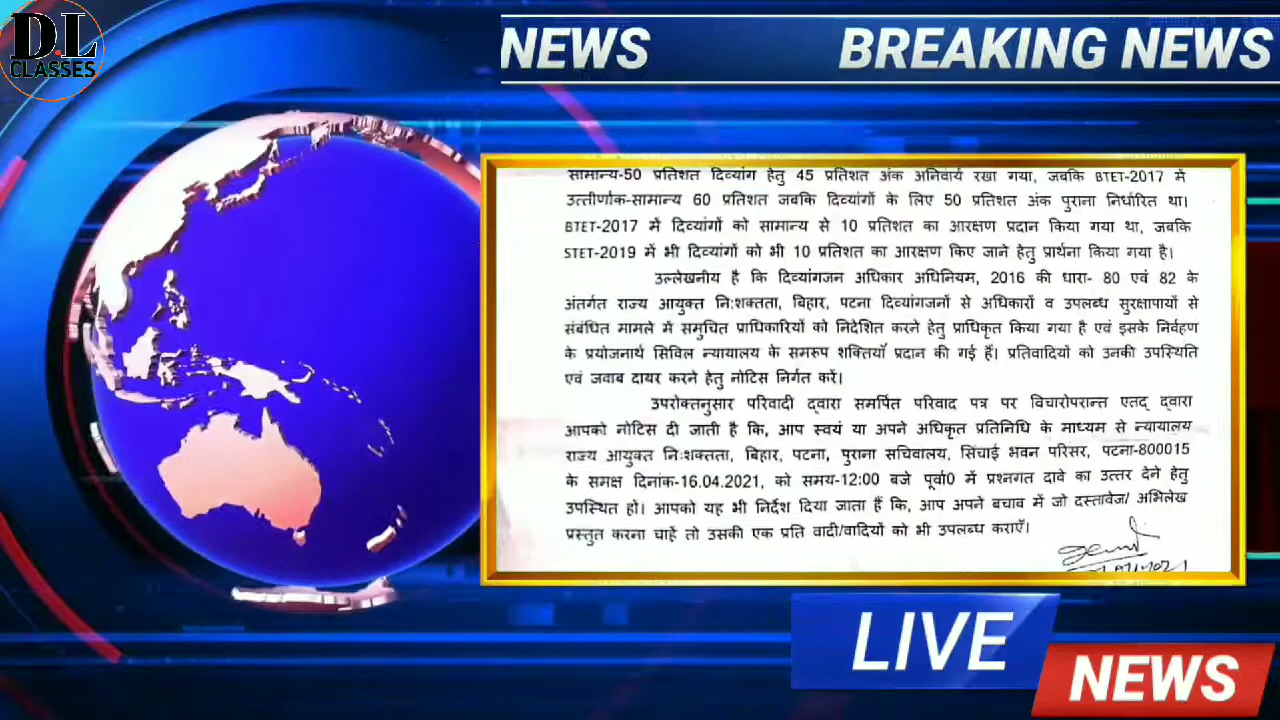 D.L
CLASSES
NEWS BREAKING NEWS
सामान्य-50 प्रतिशत दिव्यांग हेतु 45 प्रतिशत अंक अनिवार्य रखा गया, जबकि BTET-2017 में
उत्तीर्णाक-सामान्य 60 प्रतिशत जबकि दिव्यांगों के लिए 50 प्रतिशत अंक पुराना निर्धारित था।
BTET-2017 में दिव्यांगों को सामान्य से 10 प्रतिशत का आरक्षण प्रदान किया गया था, जबकि
STET-2019 में भी दिव्यांगों को भी 10 प्रतिशत का आरक्षण किए जाने हेतु प्रार्थना किया गया है।
उल्लेखनीय है कि दिव्यांगजन अधिकार अधिनियम, 2016 की धारा- 80 एवं 82 के
अंतर्गत राज्य आयुक्त नि:शक्तता, बिहार, पटना दिव्यांगजनों से अधिकारों व उपलब्ध सुरक्षापायों से
संबंधित मामले में समुचित प्राधिकारियों को निदेशित करने हेतु प्राधिकृत किया गया है एवं इसके निर्वहण
के प्रयोजनार्थ सिविल न्यायालय के समरुप शक्तियाँ प्रदान की गई हैं। प्रतिवादियों को उनकी उपस्थिति
एवं जवाब दायर करने हेतु नोटिस निर्गत करें।
उपरोक्तनुसार परिवादी द्वारा समर्पित परिवाद पत्र पर विचारोपरान्त एतद् द्वारा
आपको नोटिस दी जाती है कि, आप स्वयं या अपने अधिकृत प्रतिनिधि के माध्यम से न्यायालय
राज्य आयुक्त नि:शक्तता, बिहार, पटना, पुराना सचिवालय, सिंचाई भवन परिसर, पटना-800015
के समक्ष दिनांक-16.04.2021, को समय-12:00 बजे पूर्वा0 में प्रश्नगत दावे का उत्तर देने हेतु
उपस्थित हो। आपको यह भी निर्देश दिया जाता हैं कि, आप अपने बचाव में जो दस्तावेज/ अभिलेख
प्रस्तुत करना चाहें तो उसकी एक प्रति वादी/वादियों को भी उपलब्ध कराएँ।
LIVE
NEWS